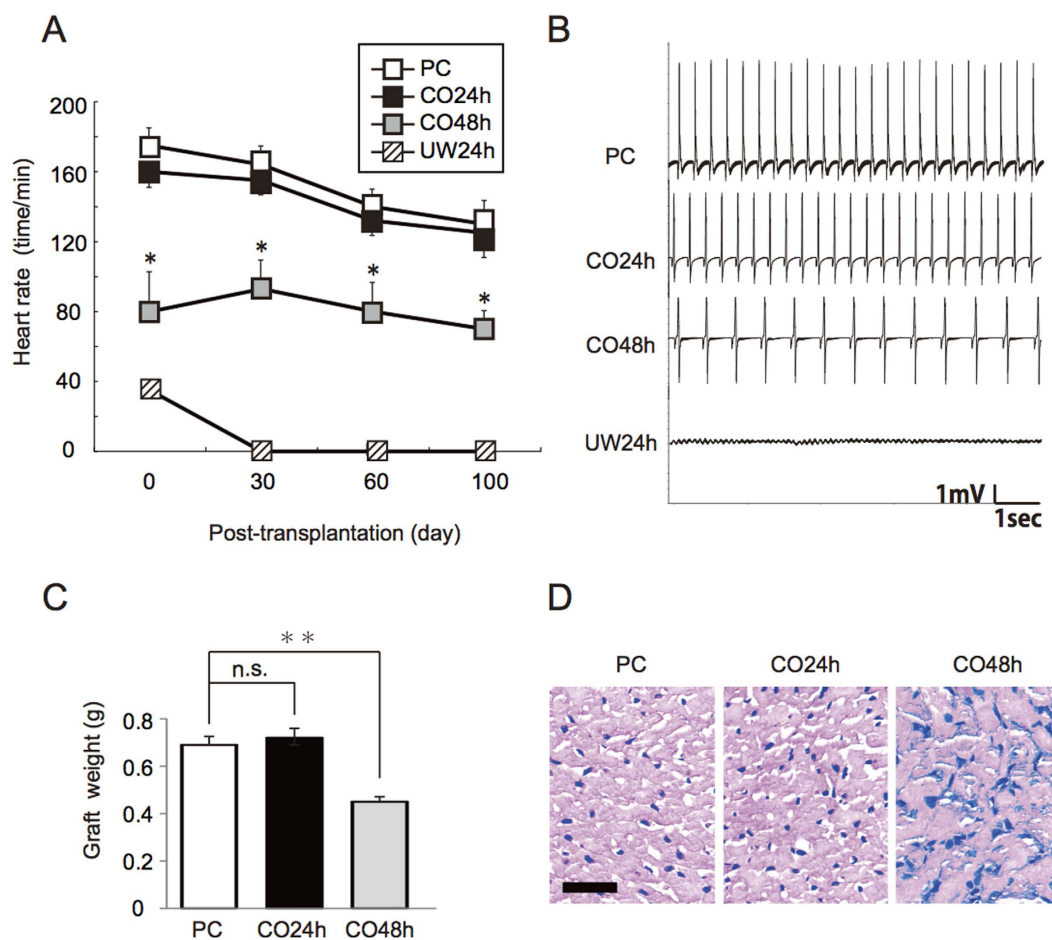 A
PC
CO24h
CO48h
UW24h
Heart rate (time/min)
200
160
120
80
40
0
*
*
*
*
0 30 60 100
Post-transplantation (day)
B
PC
CO24h
CO48h
UW24h
1mV
1sec
C
* *
n.s.
Graft weight (g)
0.8
0.6
0.4
0.2
0
PC CO24h CO48h
D
PC CO24h CO48h